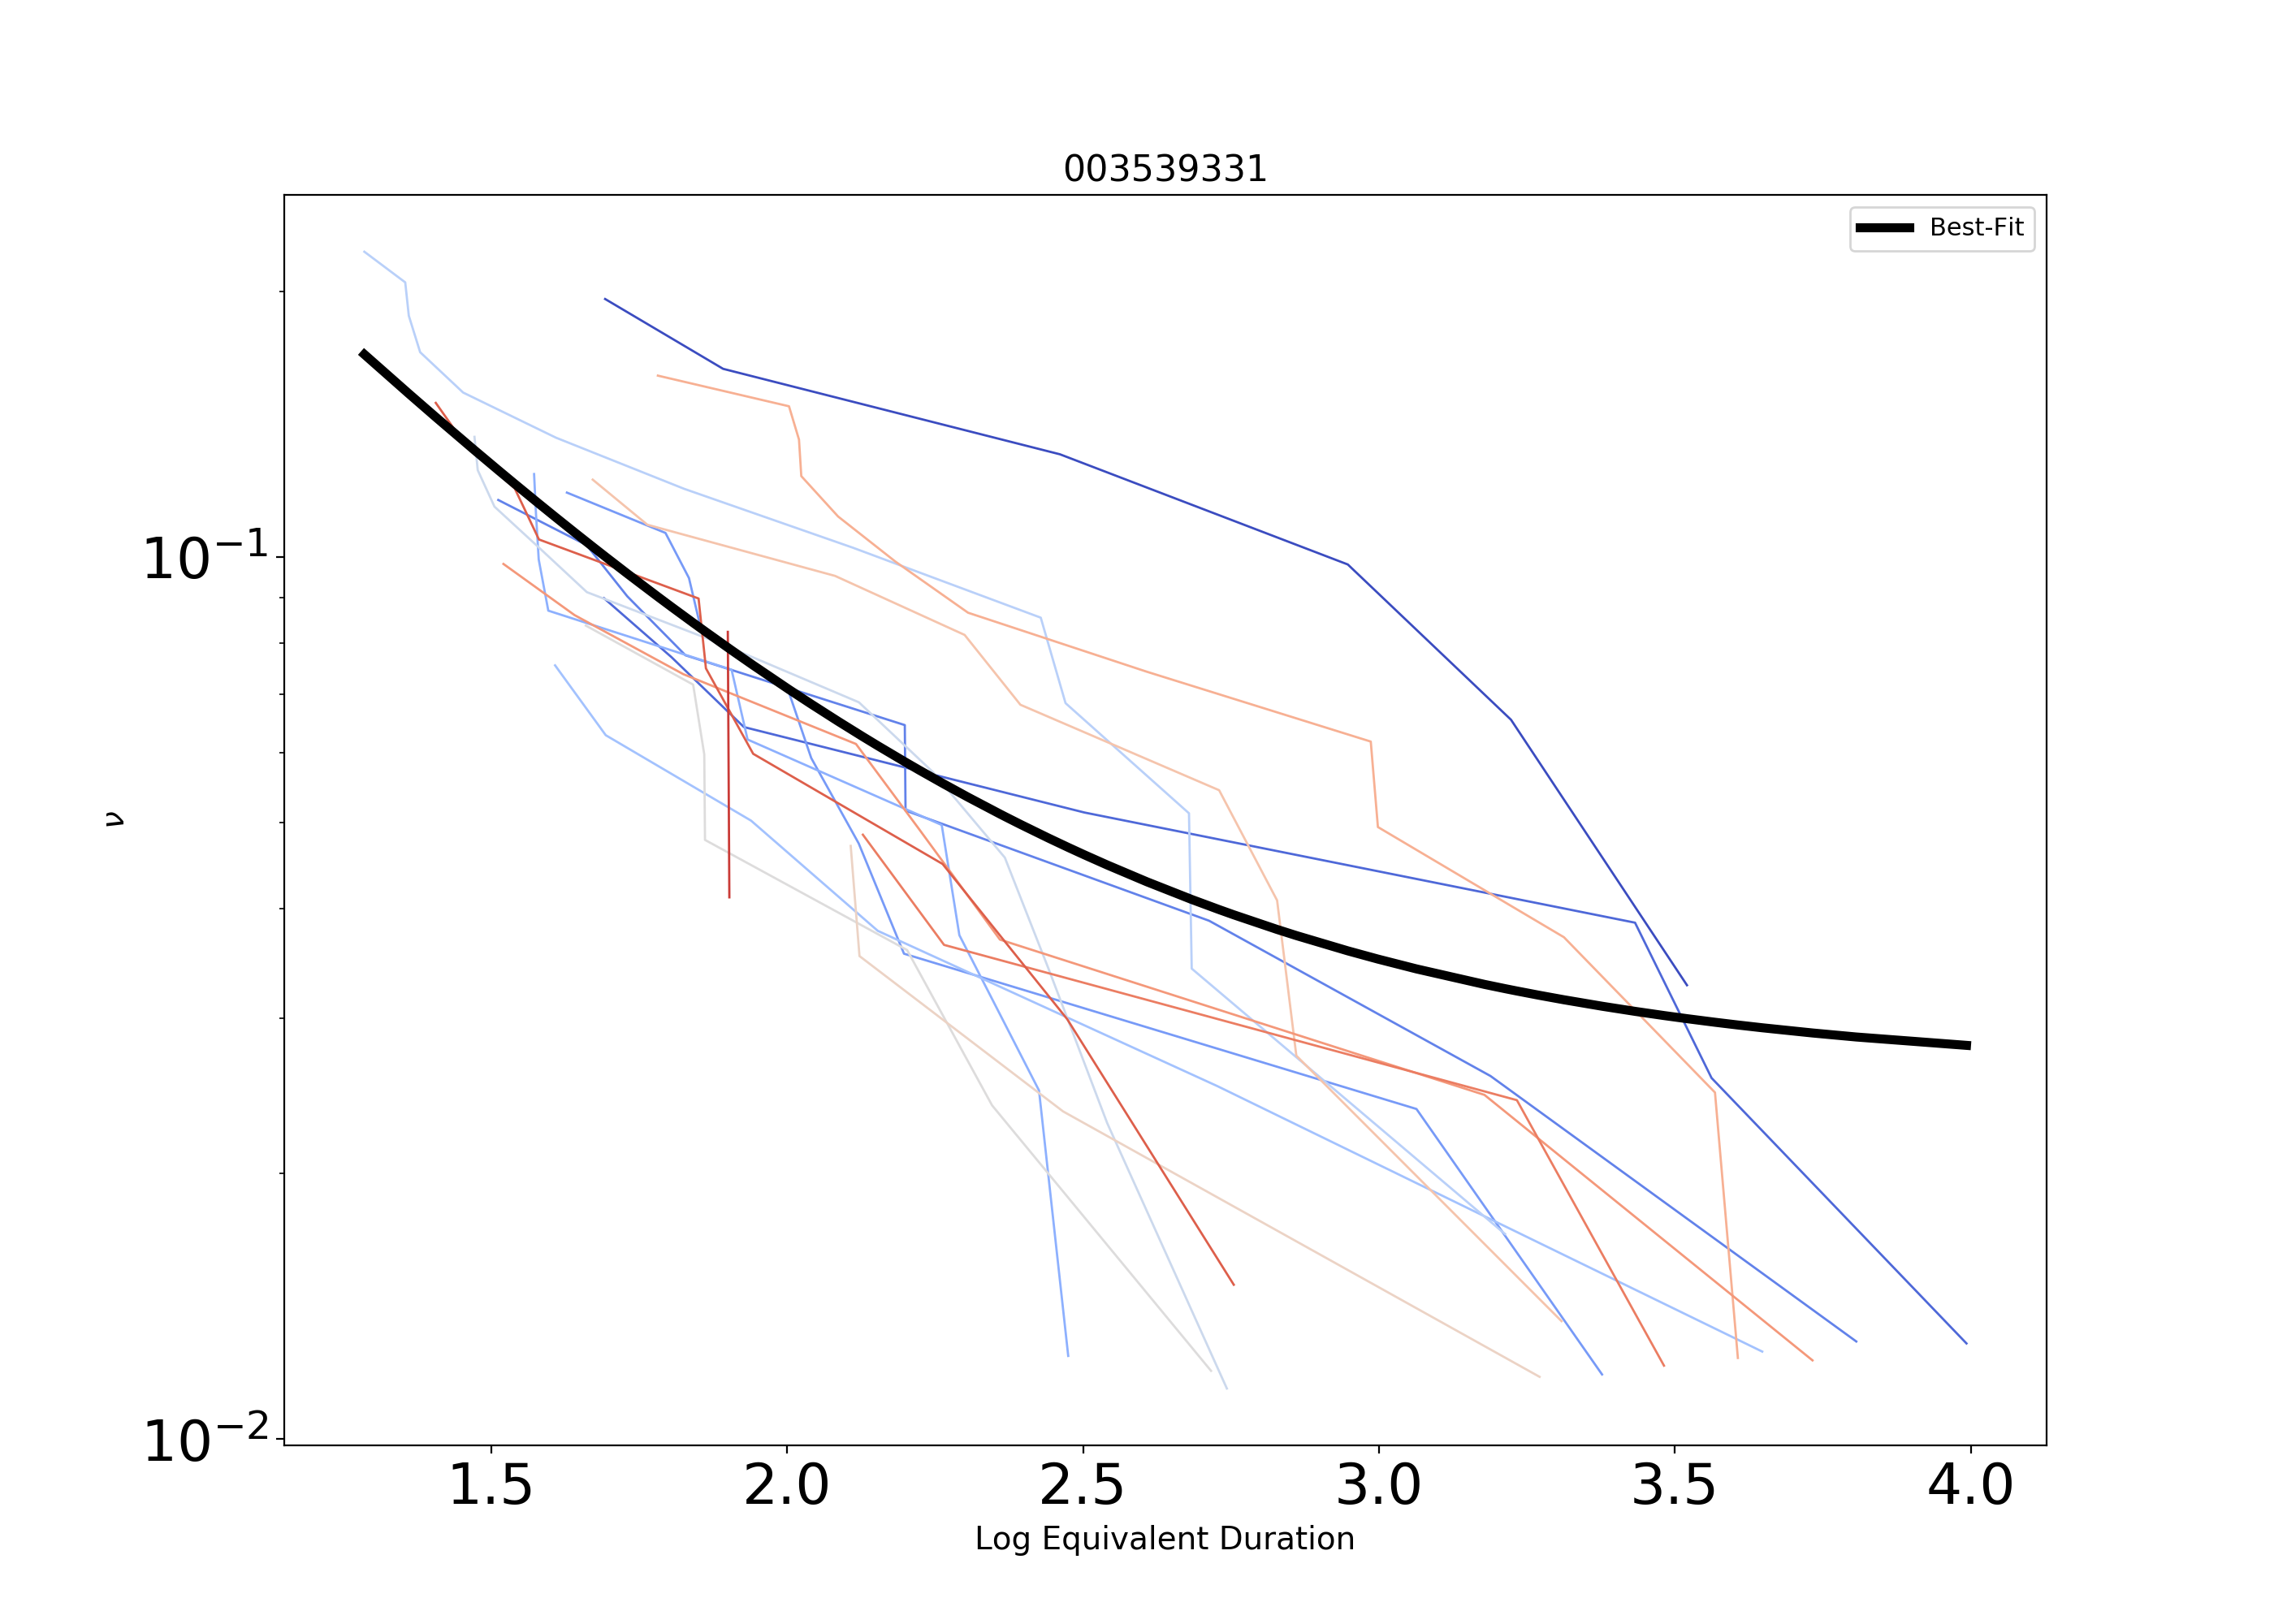 003539331
Best-Fit
10⁻¹
ν
10⁻²
1.5 2.0 2.5 3.0 3.5 4.0
Log Equivalent Duration